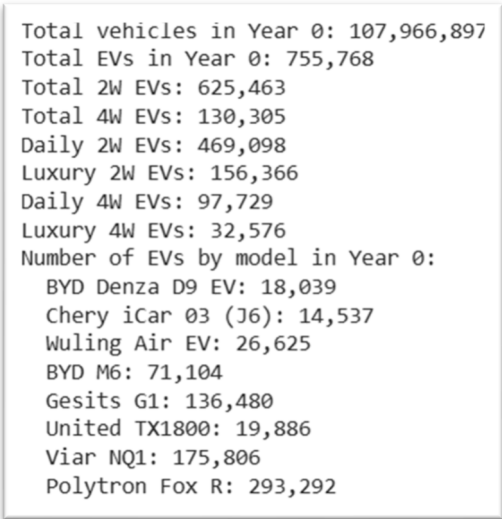 Total vehicles in Year 0: 107,966,897
Total EVs in Year 0: 755,768
Total 2W EVs: 625,463
Total 4W EVs: 130,305
Daily 2W EVs: 469,098
Luxury 2W EVs: 156,366
Daily 4W EVs: 97,729
Luxury 4W EVs: 32,576
Number of EVs by model in Year 0:
BYD Denza D9 EV: 18,039
Chery iCar 03 (J6): 14,537
Wuling Air EV: 26,625
BYD M6: 71,104
Gesits G1: 136,480
United TX1800: 19,886
Viar NQ1: 175,806
Polytron Fox R: 293,292